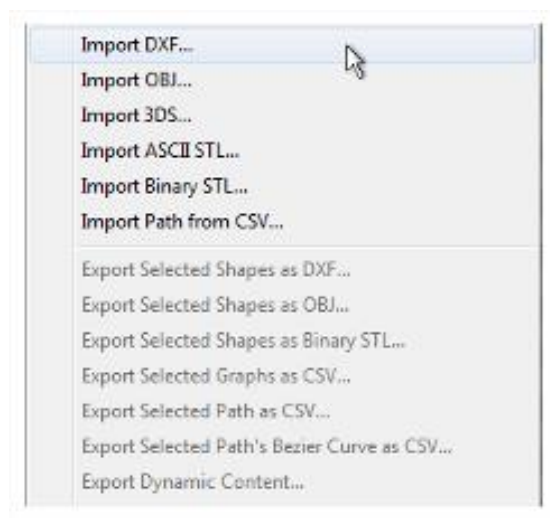 Import DXF...
Import OBJ...
Import 3DS...
Import ASCII STL...
Import Binary STL...
Import Path from CSV...
Export Selected Shapes as DXF...
Export Selected Shapes as OBJ...
Export Selected Shapes as Binary STL...
Export Selected Graphs as CSV...
Export Selected Path as CSV...
Export Selected Path's Bezier Curve as CSV...
Export Dynamic Content...